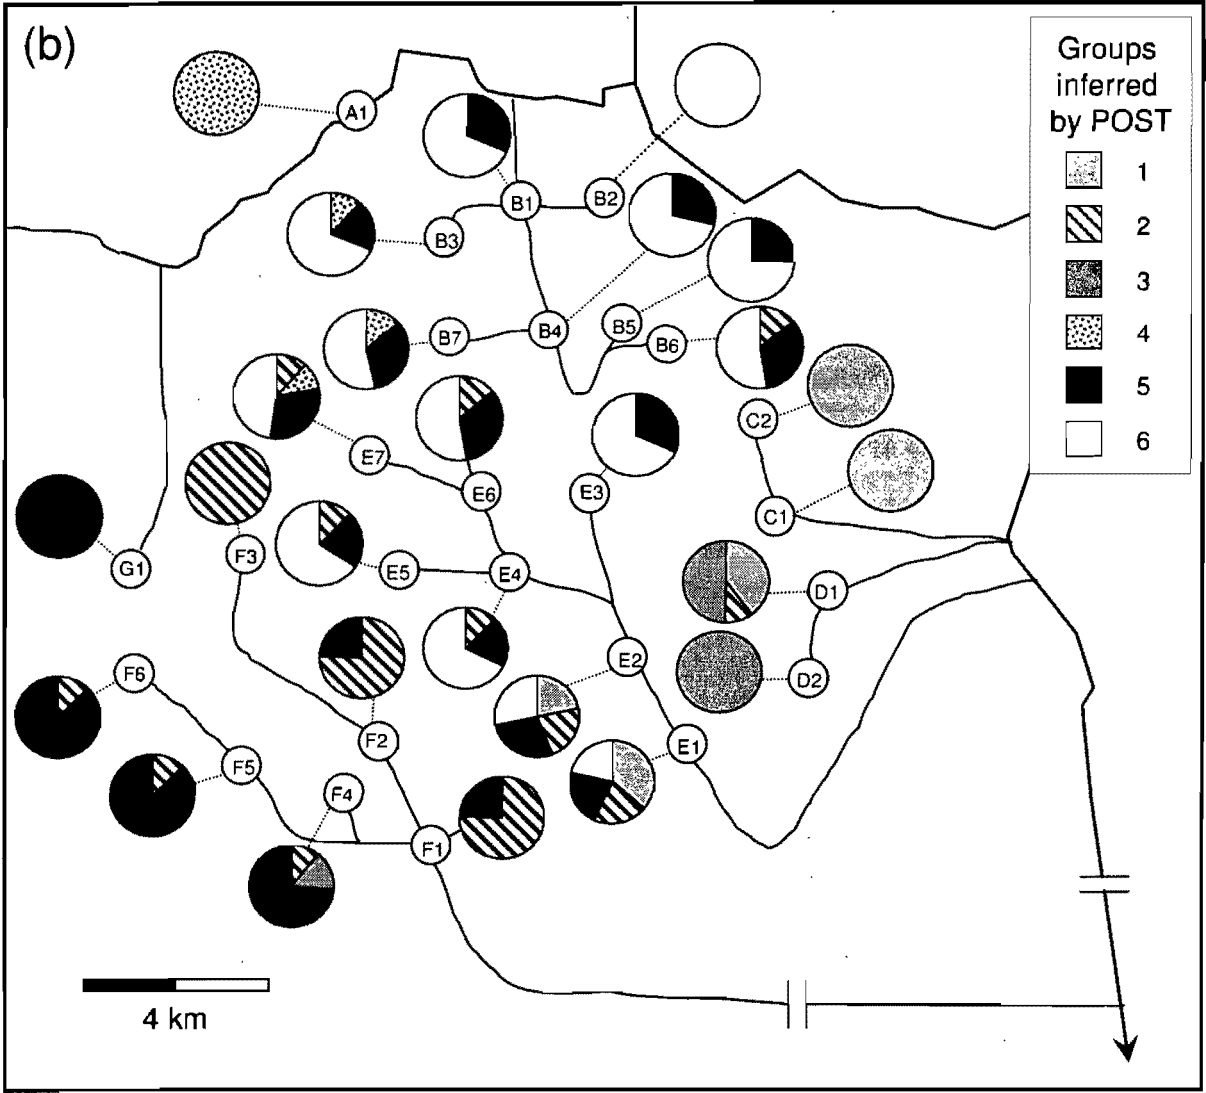 (b)
Groups
inferred
by POST
1
2
3
4
5
6
A1
B1
B2
B3
B4
B5
B7
B6
C2
E7
E6
E3
C1
F3
G1
E5
E4
D1
E2
D2
F6
F2
E1
F5
F4
F1
4 km